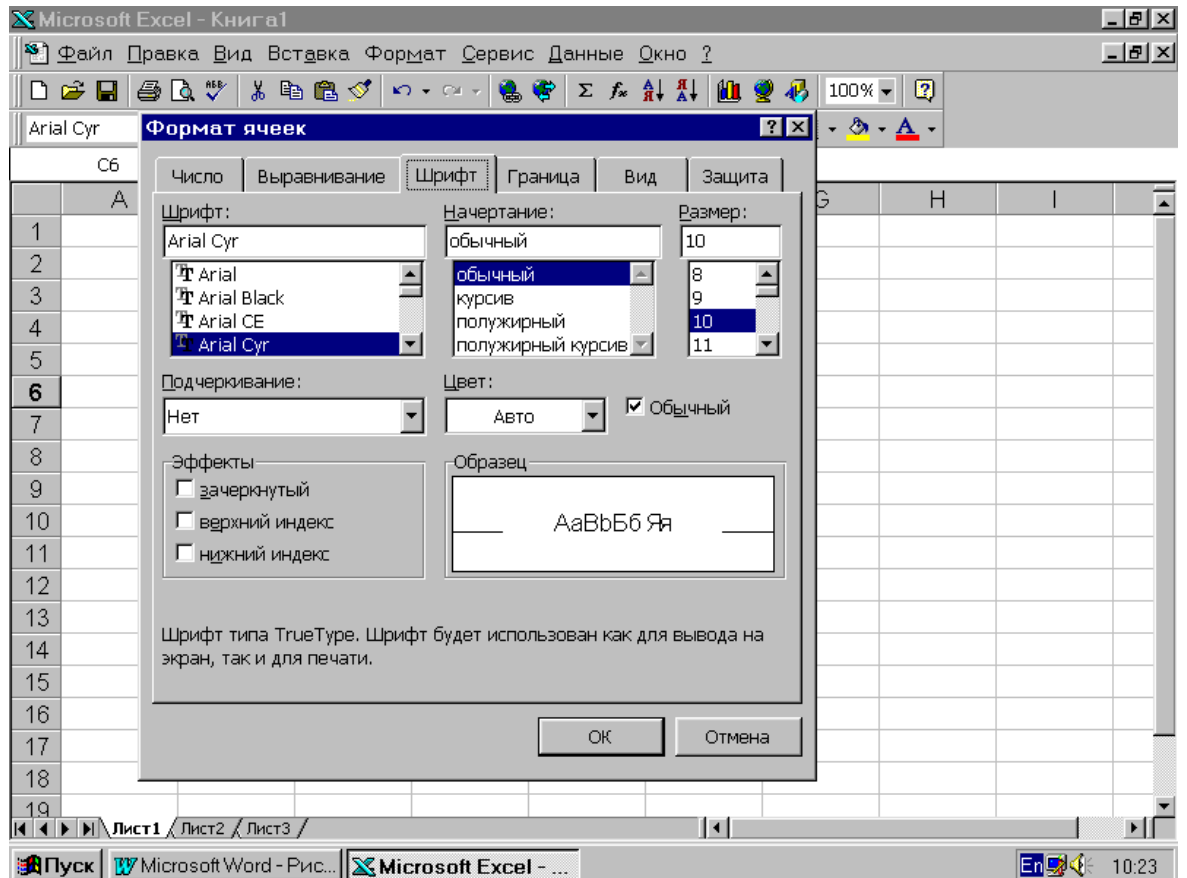 Microsoft Excel - Книга1
Файл Правка Вид Вставка Формат Сервис Данные Окно ?
100%
Arial Cyr
Формат ячеек
C6
Число Выравнивание Шрифт Граница Вид Защита
A G H I
Шрифт: Начертание: Размер:
Arial Cyr обычный 10
Arial обычный 8
Arial Black курсив 9
Arial CE полужирный 10
Arial Cyr полужирный курсив 11
Подчеркивание: Цвет:
Нет Авто Обычный
Эффекты Образец
зачеркнутый
верхний индекс AaBbБб Яя
нижний индекс
Шрифт типа TrueType. Шрифт будет использован как для вывода на
экран, так и для печати.
ОК Отмена
1
2
3
4
5
6
7
8
9
10
11
12
13
14
15
16
17
18
19
Лист1 Лист2 Лист3
Пуск Microsoft Word - Рис... Microsoft Excel - ... En 10:23